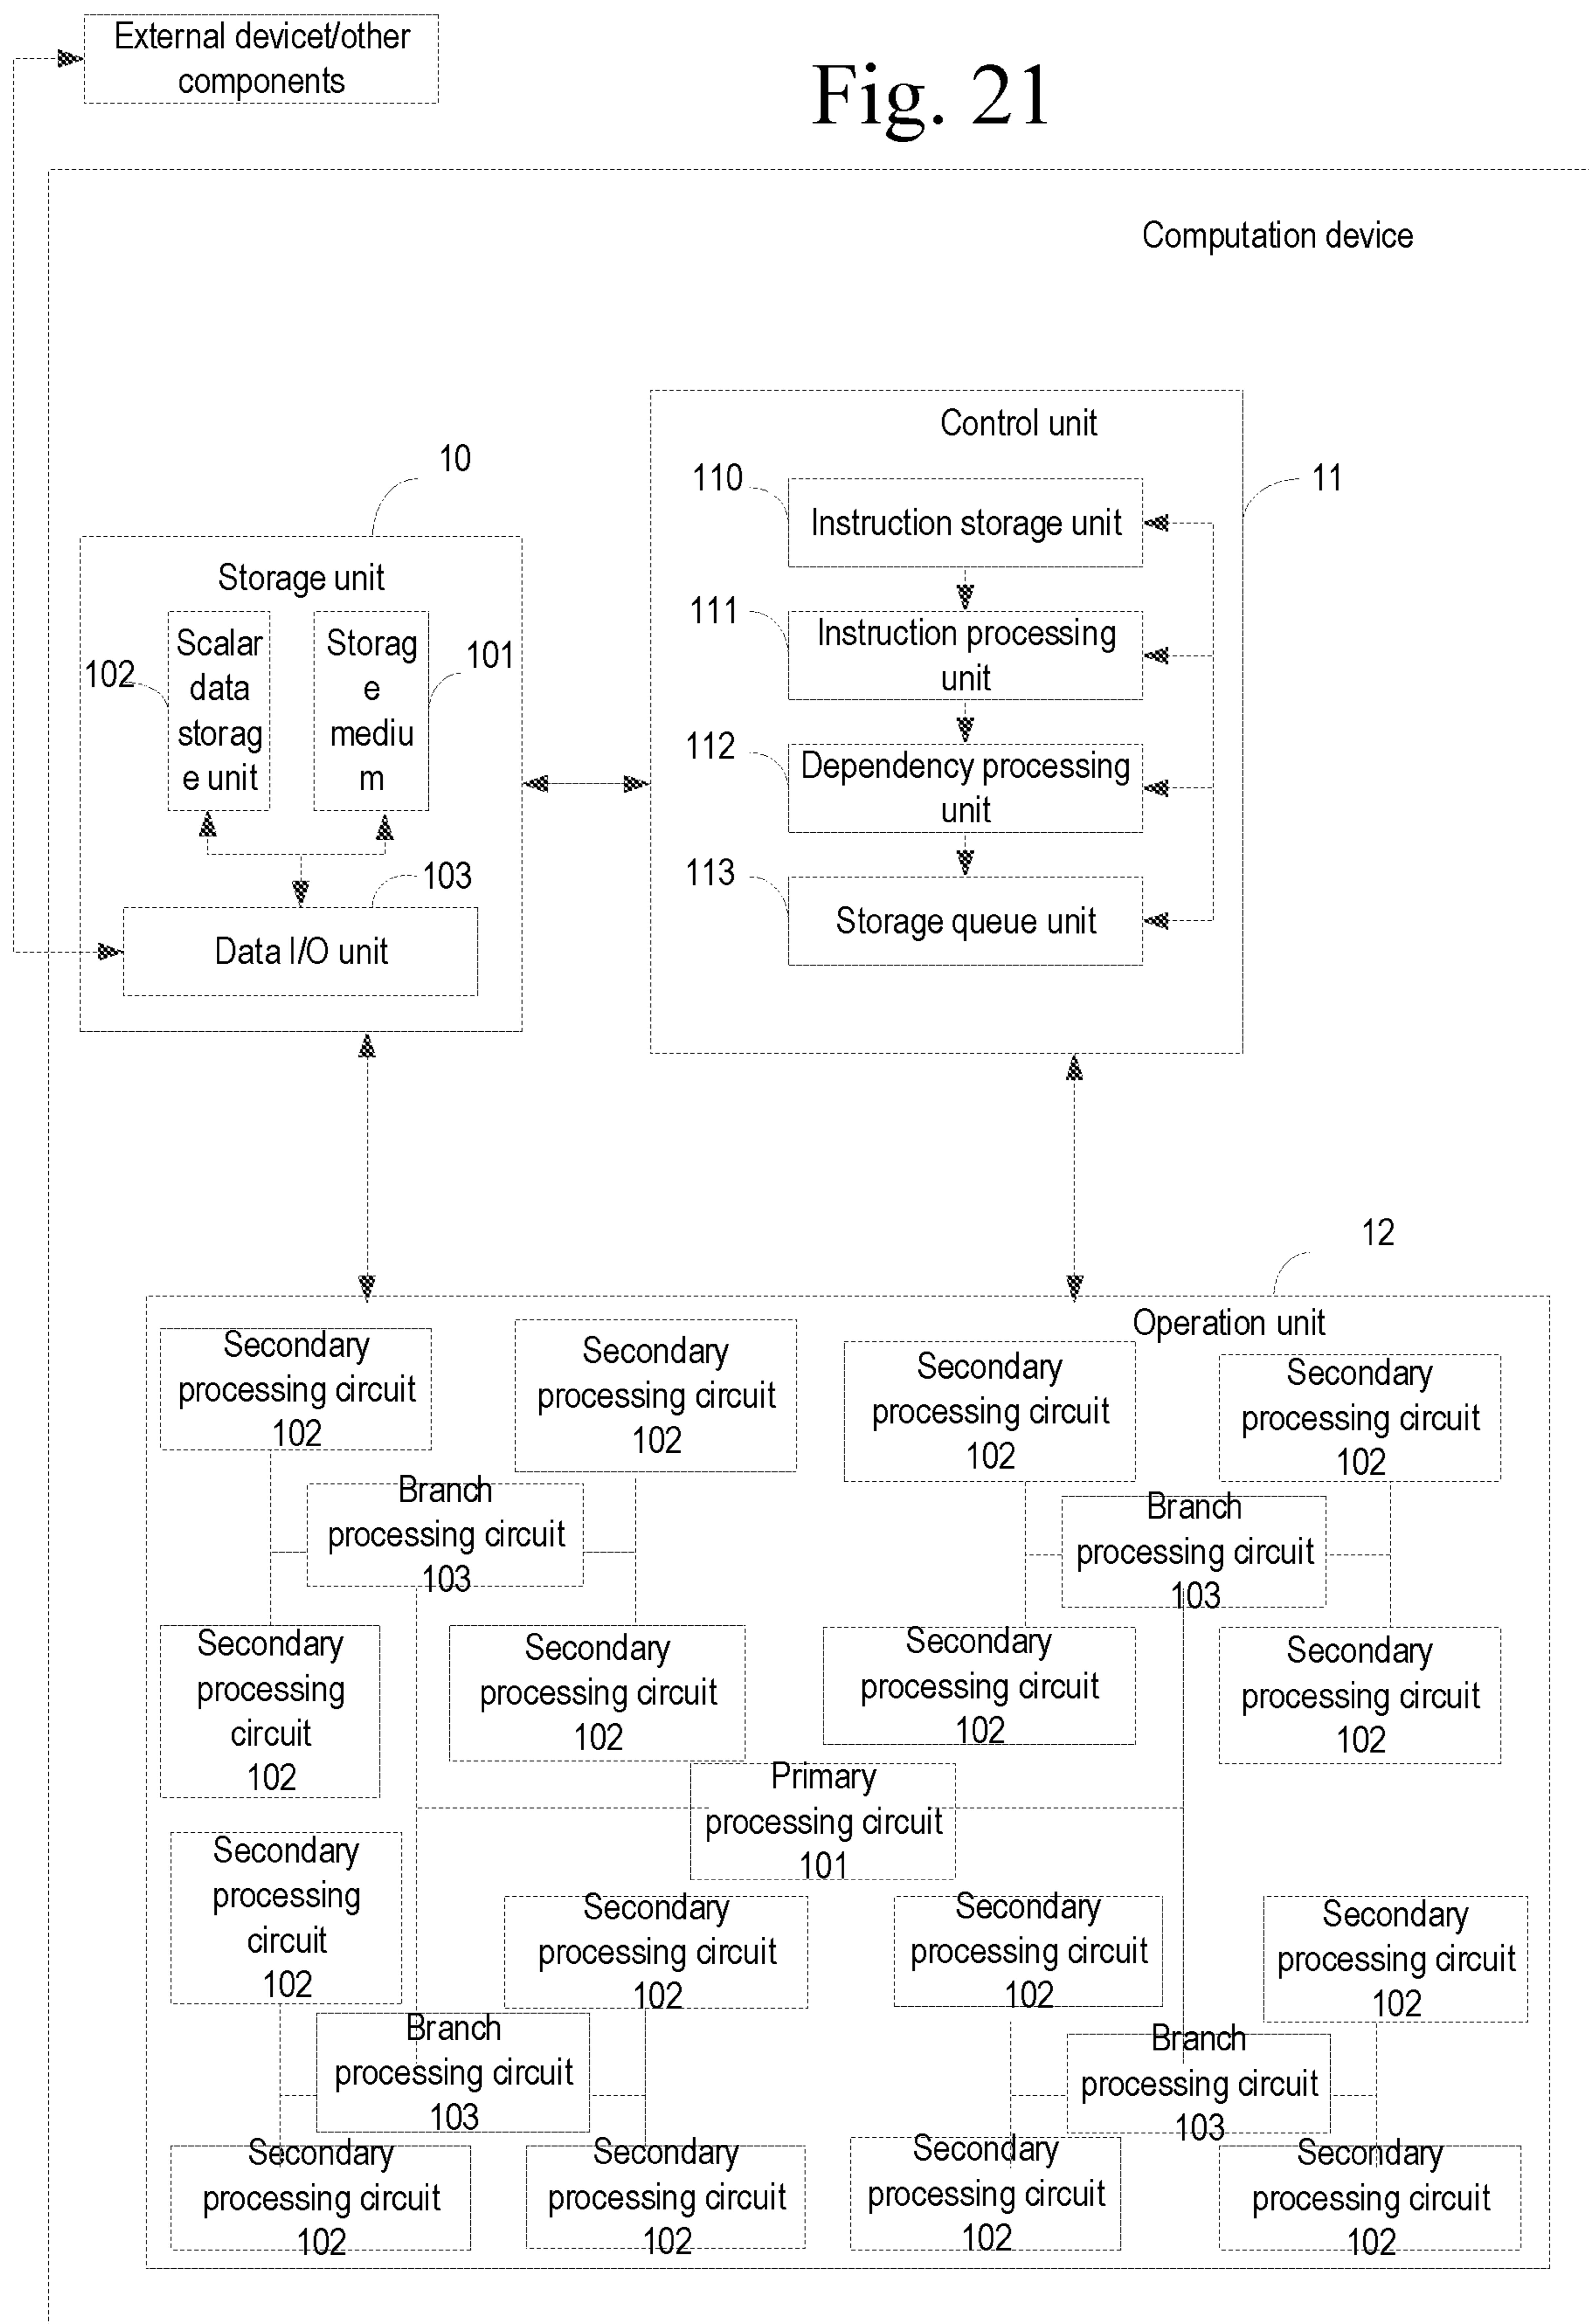 External devicet/other
components
Fig. 21
Computation device
10
Storage unit
102
Scalar
data
storag
e unit
Storag
e
mediu
m
101
103
Data I/O unit
Control unit
11
110
Instruction storage unit
111
Instruction processing
unit
112
Dependency processing
unit
113
Storage queue unit
12
Operation unit
Secondary
processing circuit
102
Secondary
processing circuit
102
Secondary
processing circuit
102
Secondary
processing circuit
102
Branch
processing circuit
103
Branch
processing circuit
103
Secondary
processing
circuit
102
Secondary
processing circuit
102
Secondary
processing circuit
102
Secondary
processing circuit
102
Primary
processing circuit
101
Secondary
processing
circuit
102
Secondary
processing circuit
102
Secondary
processing circuit
102
Secondary
processing circuit
102
Branch
processing circuit
103
Branch
processing circuit
103
Secondary
processing circuit
102
Secondary
processing circuit
102
Secondary
processing circuit
102
Secondary
processing circuit
102